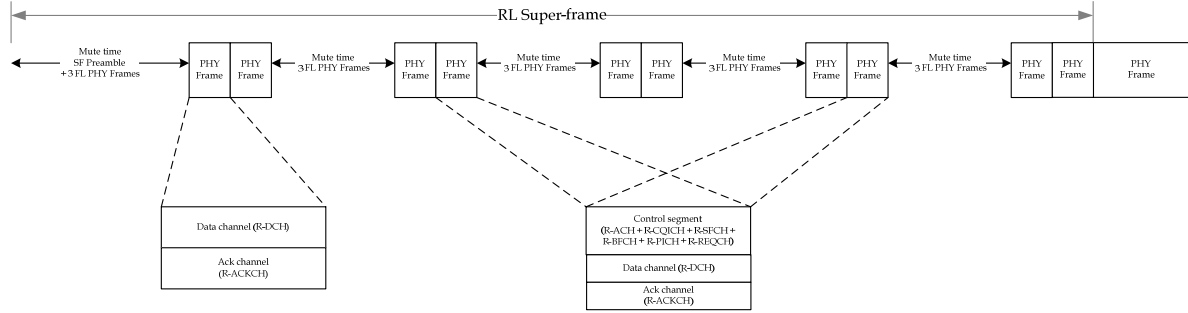 RL Super-frame
Mute time
SF Preamble
+ 3 FL PHY Frames
PHY
Frame
PHY
Frame
Mute time
3 FL PHY Frames
PHY
Frame
PHY
Frame
Mute time
3 FL PHY Frames
PHY
Frame
PHY
Frame
Mute time
3 FL PHY Frames
PHY
Frame
PHY
Frame
Mute time
3 FL PHY Frames
PHY
Frame
PHY
Frame
PHY
Frame
Data channel (R-DCH)
Ack channel
(R-ACKCH)
Control segment
(R-ACH + R-CQICH + R-SFCH +
R-BFCH + R-PICH + R-REQCH)
Data channel (R-DCH)
Ack channel
(R-ACKCH)